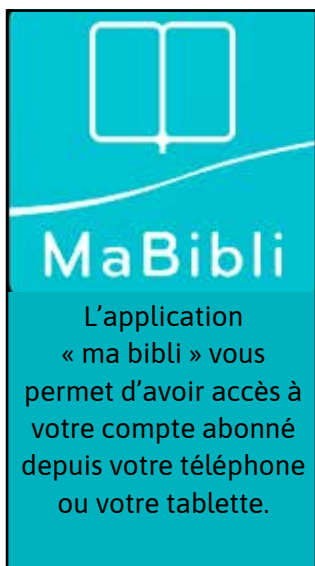 MaBibli
L’application
« ma bibli » vous
permet d'avoir accès à
votre compte abonné
depuis votre téléphone
ou votre tablette.